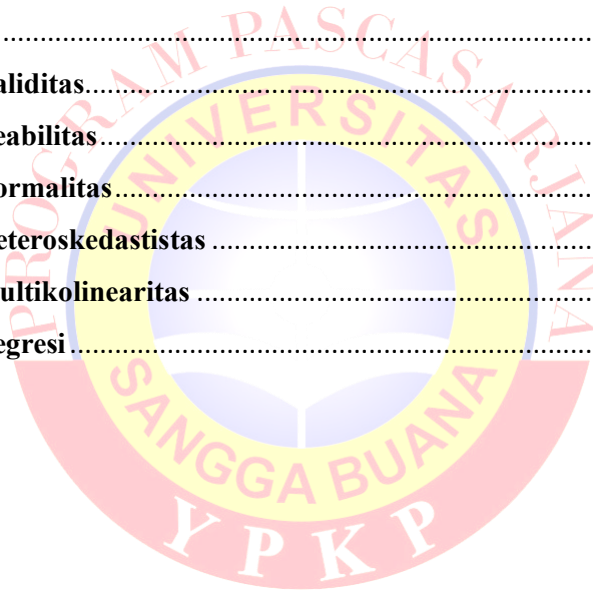 PROGRAM PASCASARJANA
..........................................................................
aliditas..........................................................................
eabilitas..........................................................................
ormalitas..........................................................................
eteroskedastistas ..........................................................................
ultikolinearitas ..........................................................................
egresi..........................................................................
UNIVERSITAS
SANGGA BUANA
YPKP